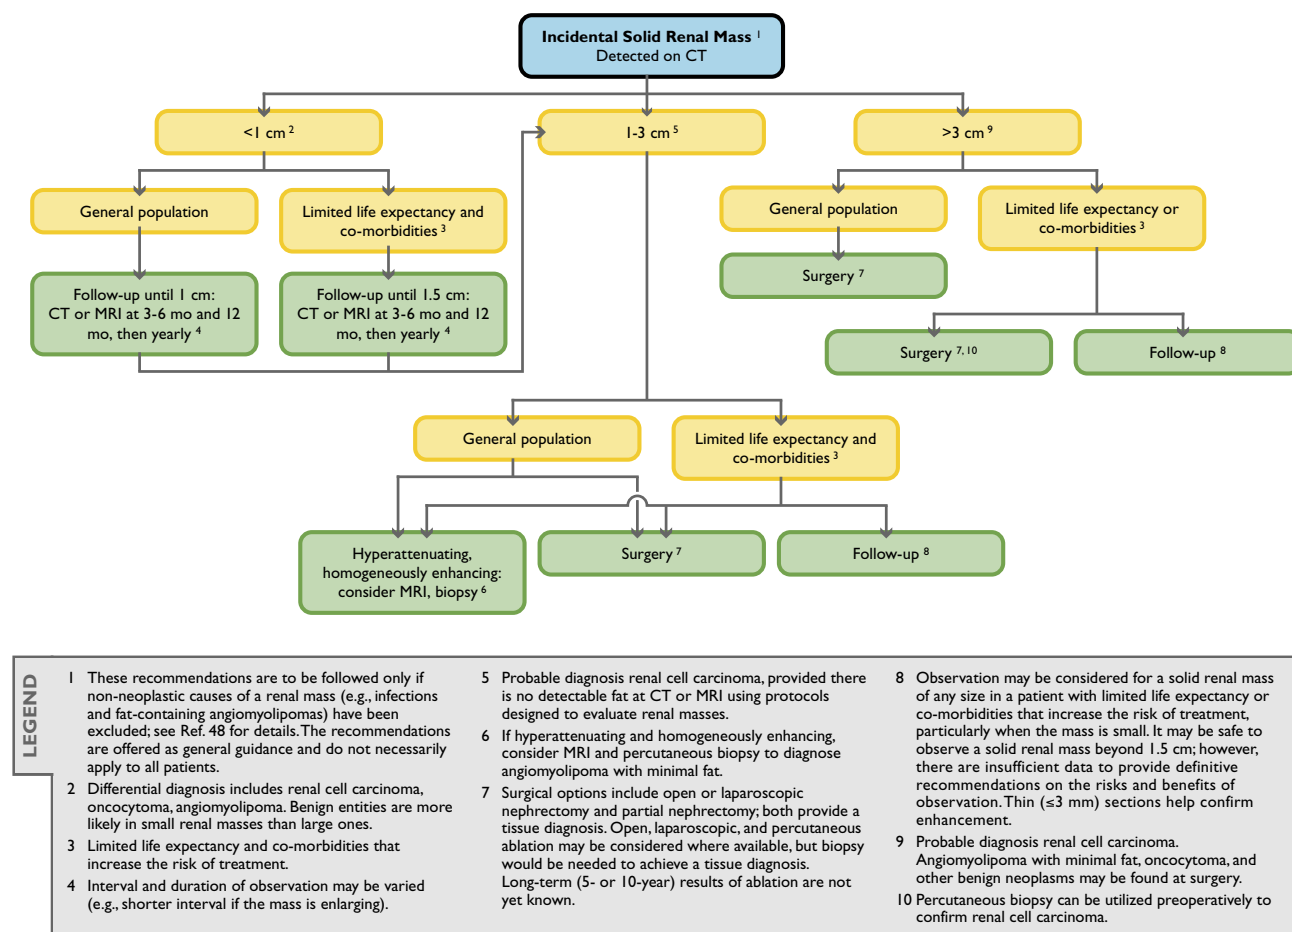 Incidental Solid Renal Mass 1
Detected on CT
<1 cm 2
1-3 cm 5
>3 cm 9
General population
Limited life expectancy and
co-morbidities 3
General population
Limited life expectancy or
co-morbidities 3
Follow-up until 1 cm:
CT or MRI at 3-6 mo and 12
mo, then yearly 4
Follow-up until 1.5 cm:
CT or MRI at 3-6 mo and 12
mo, then yearly 4
Surgery 7
Surgery 7, 10
Follow-up 8
General population
Limited life expectancy and
co-morbidities 3
Hyperattenuating,
homogeneously enhancing:
consider MRI, biopsy 6
Surgery 7
Follow-up 8
LEGEND
1 These recommendations are to be followed only if
non-neoplastic causes of a renal mass (e.g., infections
and fat-containing angiomyolipomas) have been
excluded; see Ref. 48 for details. The recommendations
are offered as general guidance and do not necessarily
apply to all patients.
2 Differential diagnosis includes renal cell carcinoma,
oncocytoma, angiomyolipoma. Benign entities are more
likely in small renal masses than large ones.
3 Limited life expectancy and co-morbidities that
increase the risk of treatment.
4 Interval and duration of observation may be varied
(e.g., shorter interval if the mass is enlarging).
5 Probable diagnosis renal cell carcinoma, provided there
is no detectable fat at CT or MRI using protocols
designed to evaluate renal masses.
6 If hyperattenuating and homogeneously enhancing,
consider MRI and percutaneous biopsy to diagnose
angiomyolipoma with minimal fat.
7 Surgical options include open or laparoscopic
nephrectomy and partial nephrectomy; both provide a
tissue diagnosis. Open, laparoscopic, and percutaneous
ablation may be considered where available, but biopsy
would be needed to achieve a tissue diagnosis.
Long-term (5- or 10-year) results of ablation are not
yet known.
8 Observation may be considered for a solid renal mass
of any size in a patient with limited life expectancy or
co-morbidities that increase the risk of treatment,
particularly when the mass is small. It may be safe to
observe a solid renal mass beyond 1.5 cm; however,
there are insufficient data to provide definitive
recommendations on the risks and benefits of
observation. Thin (≤3 mm) sections help confirm
enhancement.
9 Probable diagnosis renal cell carcinoma.
Angiomyolipoma with minimal fat, oncocytoma, and
other benign neoplasms may be found at surgery.
10 Percutaneous biopsy can be utilized preoperatively to
confirm renal cell carcinoma.